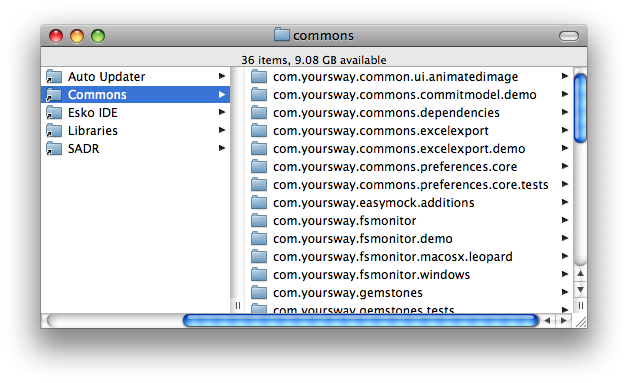 commons
36 items, 9.08 GB available
Auto Updater
Commons
Esko IDE
Libraries
SADR
com.yoursway.common.ui.animatedimage
com.yoursway.commons.commitmodel.demo
com.yoursway.commons.dependencies
com.yoursway.commons.excelexport
com.yoursway.commons.excelexport.demo
com.yoursway.commons.preferences.core
com.yoursway.commons.preferences.core.tests
com.yoursway.easymock.additions
com.yoursway.fsmonitor
com.yoursway.fsmonitor.demo
com.yoursway.fsmonitor.macosx.leopard
com.yoursway.fsmonitor.windows
com.yoursway.gemstones
com.yoursway.gemstones.tests